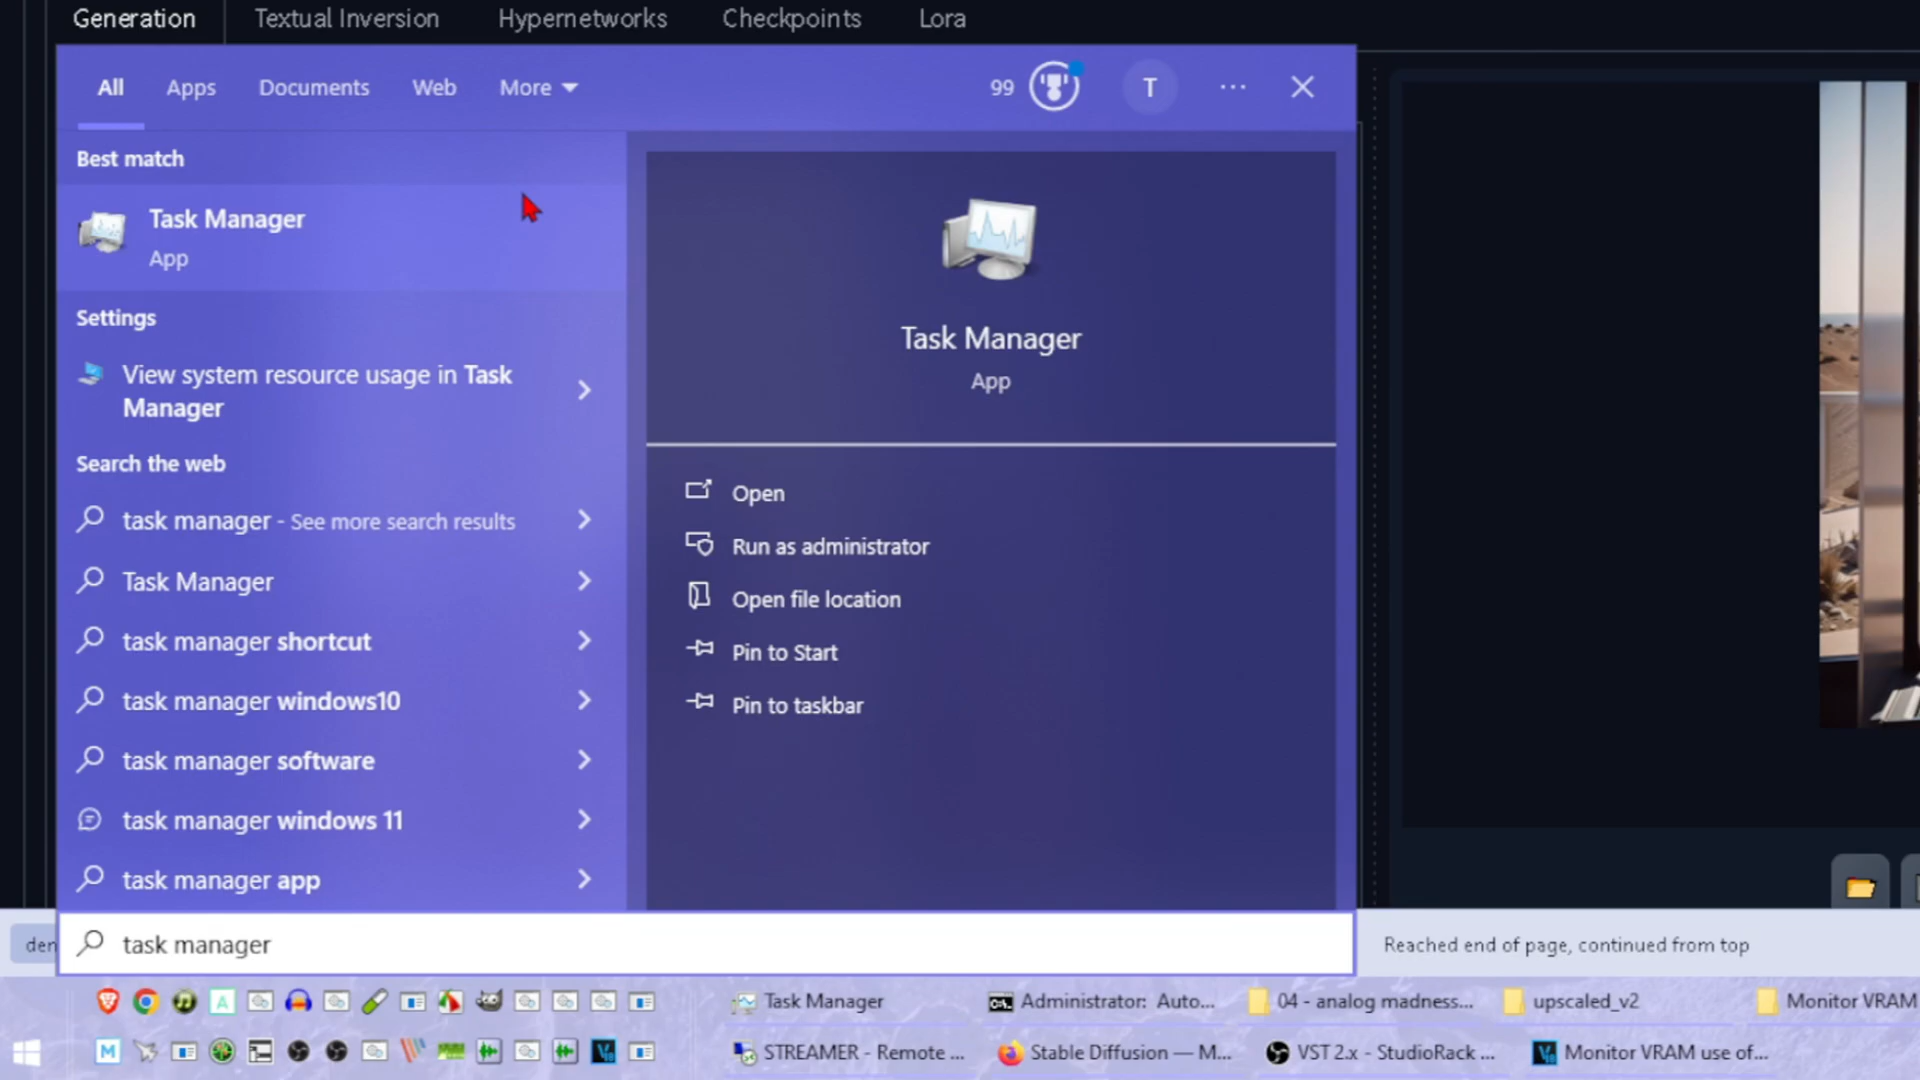 Generation Textual Inversion Hypernetworks Checkpoints Lora
All Apps Documents Web More 99 T
Best match
Task Manager
App
Settings
View system resource usage in Task
Manager
Search the web
task manager - See more search results
Task Manager
task manager shortcut
task manager windows10
task manager software
task manager windows 11
task manager app
Task Manager
App
Open
Run as administrator
Open file location
Pin to Start
Pin to taskbar
den
task manager
Reached end of page, continued from top
Task Manager Administrator: Auto... 04 - analog madness... upscaled_v2 Monitor VRAM
STREAMER - Remote ... Stable Diffusion — M... VST 2.x - StudioRack ... Monitor VRAM use of...